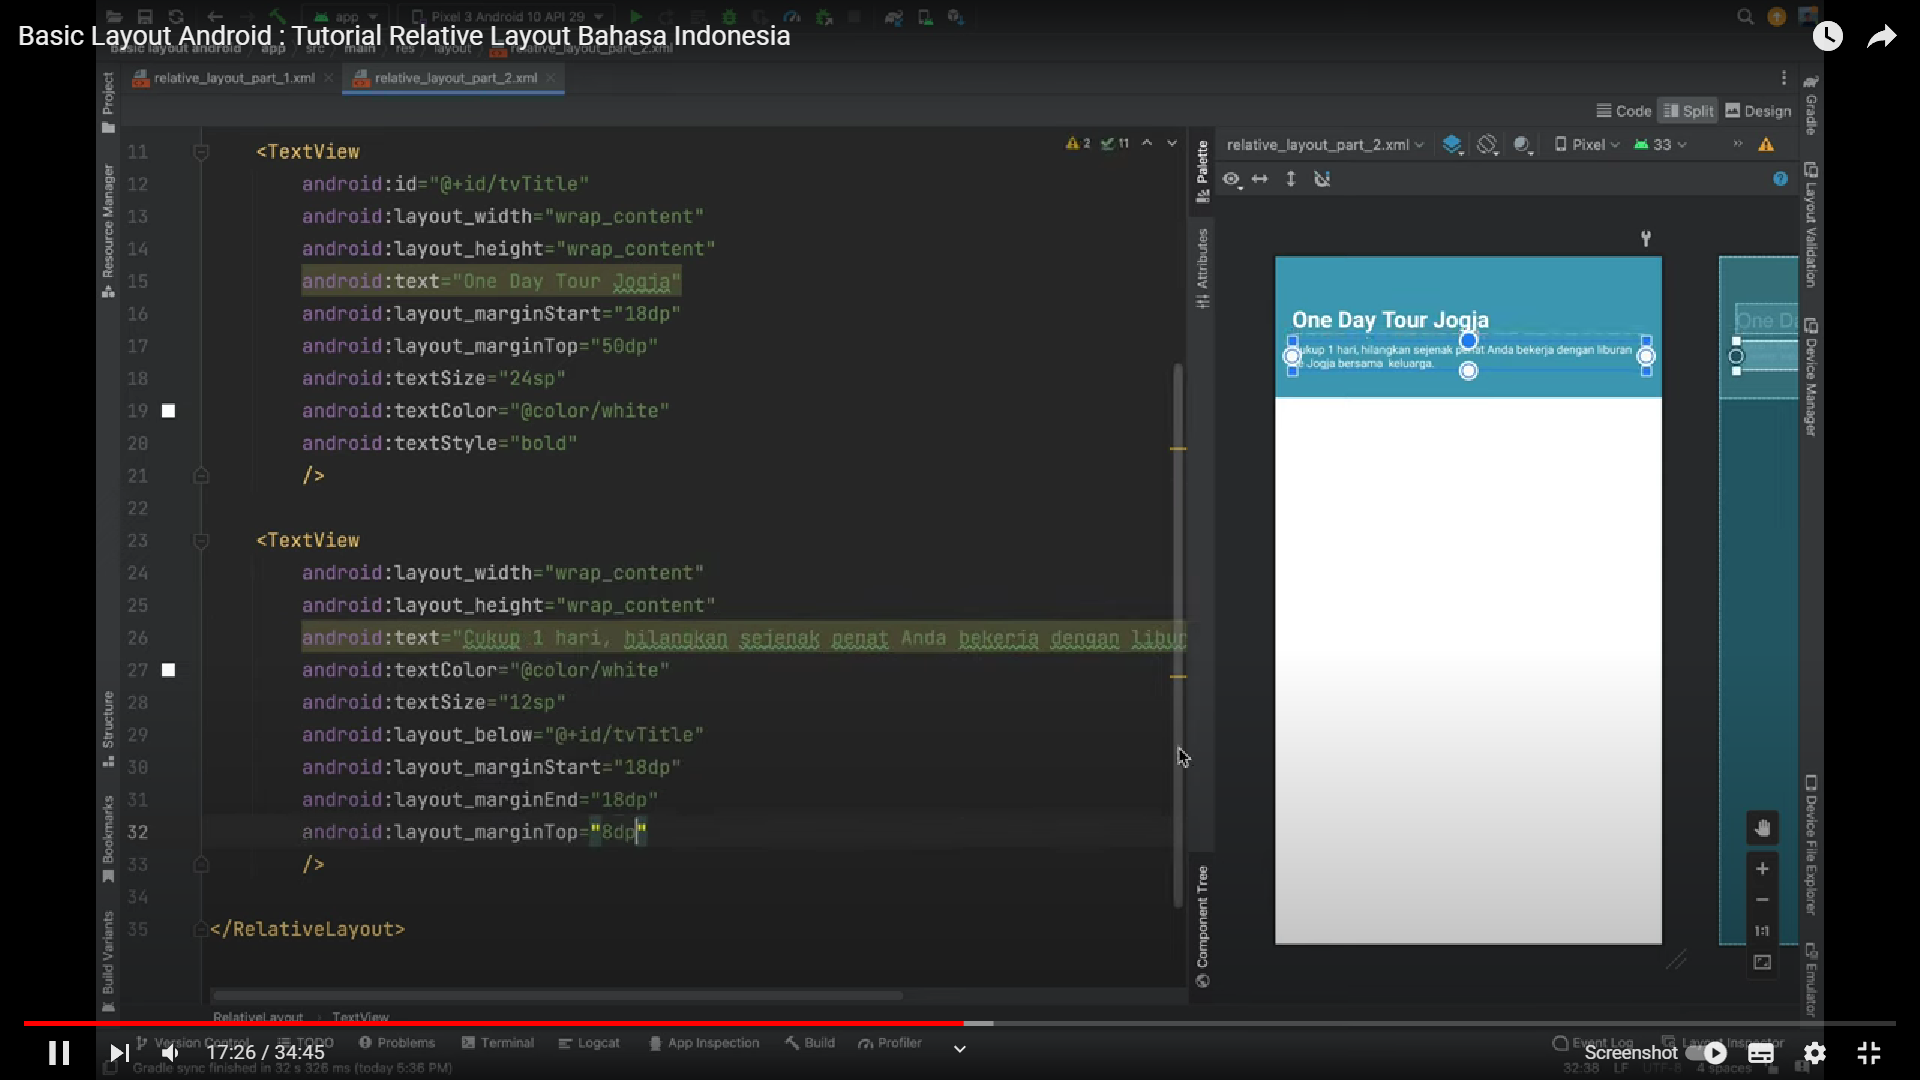 app
Pixel 3 Android 10 API 29
Basic Layout Android : Tutorial Relative Layout Bahasa Indonesia
basic layout android app src main res layout relative_layout_part_2.xml
relative_layout_part_1.xml
relative_layout_part_2.xml
Code
Split
Design
Project
Resource Manager
Structure
Bookmarks
Build Variants
2
11
11 <TextView
12 android:id="@+id/tvTitle"
13 android:layout_width="wrap_content"
14 android:layout_height="wrap_content"
15 android:text="One Day Tour Jogja"
16 android:layout_marginStart="18dp"
17 android:layout_marginTop="50dp"
18 android:textSize="24sp"
19 android:textColor="@color/white"
20 android:textStyle="bold"
21 />
22
23 <TextView
24 android:layout_width="wrap_content"
25 android:layout_height="wrap_content"
26 android:text="Cukup 1 hari, hilangkan sejenak penat Anda bekerja dengan libur
27 android:textColor="@color/white"
28 android:textSize="12sp"
29 android:layout_below="@+id/tvTitle"
30 android:layout_marginStart="18dp"
31 android:layout_marginEnd="18dp"
32 android:layout_marginTop="8dp"
33 />
34
35 </RelativeLayout>
RelativeLayout TextView
Palette
Attributes
Component Tree
relative_layout_part_2.xml
Pixel
33
One Day Tour Jogja
ukup 1 hari, hilangkan sejenak penat Anda bekerja dengan liburan
e Jogja bersama keluarga.
One Da
1:1
Gradle
Layout Validation
Device Manager
Device File Explorer
Emulator
Version Control
TODO
Problems
Terminal
Logcat
App Inspection
Build
Profiler
Event Log
Layout Inspector
17:26 / 34:45
Screenshot
Gradle sync finished in 32 s 326 ms (today 5:36 PM)
32:38 LF UTF-8 4 spaces